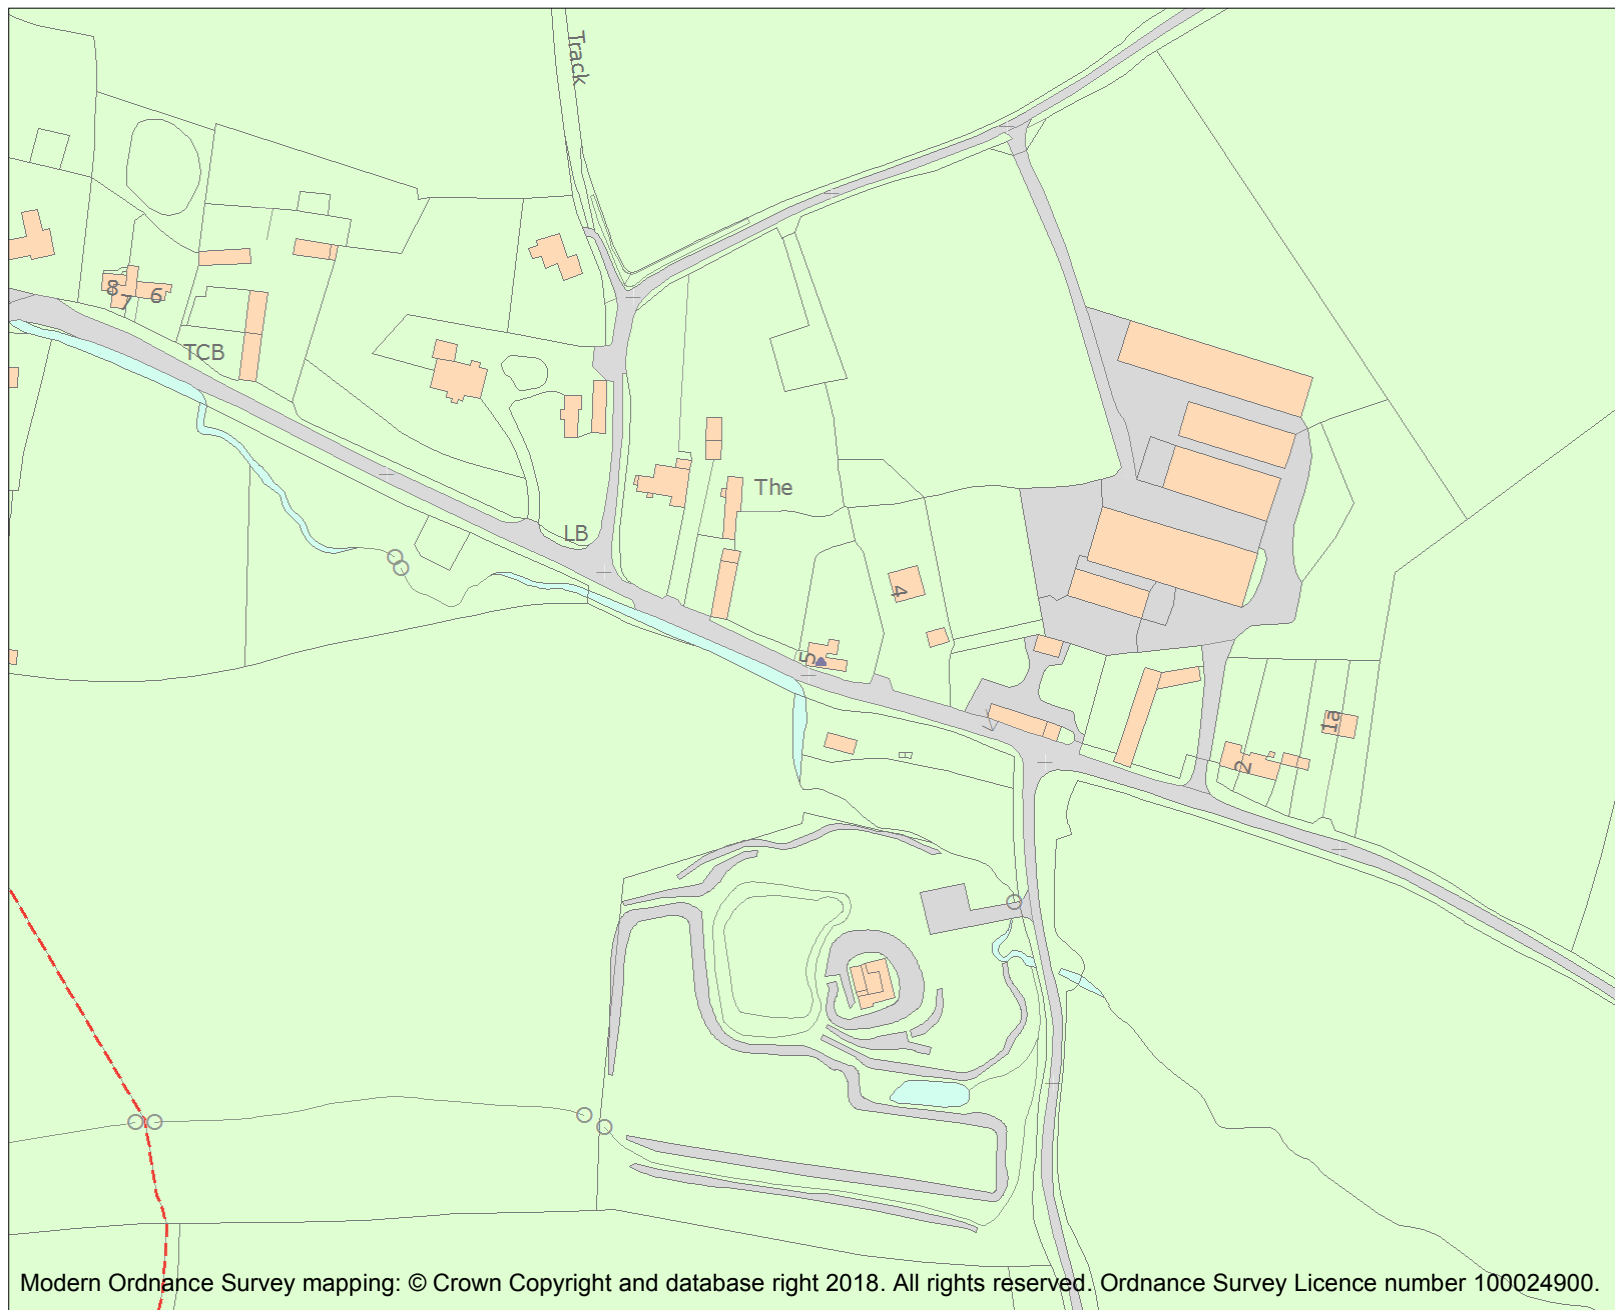 Track
8
7
6
TCB
The
LB
4
5
1a
2
Modern Ordnance Survey mapping: © Crown Copyright and database right 2018. All rights reserved. Ordnance Survey Licence number 100024900.